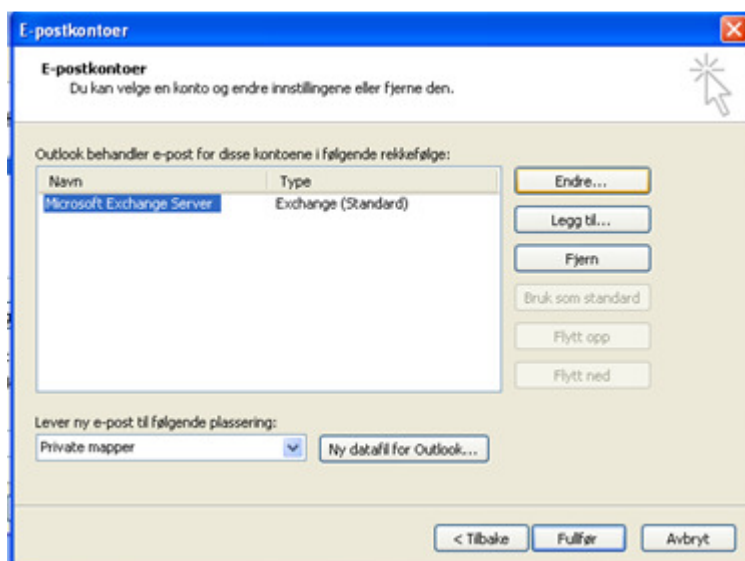 E-postkontoer
E-postkontoer
Du kan velge en konto og endre innstillingene eller fjerne den.
Outlook behandler e-post for disse kontoene i følgende rekkefølge:
Navn Type
Microsoft Exchange Server Exchange (Standard)
Endre...
Legg til...
Fjern
Bruk som standard
Flytt opp
Flytt ned
Lever ny e-post til følgende plassering:
Private mapper Ny datafil for Outlook...
< Tilbake Fullfør Avbryt